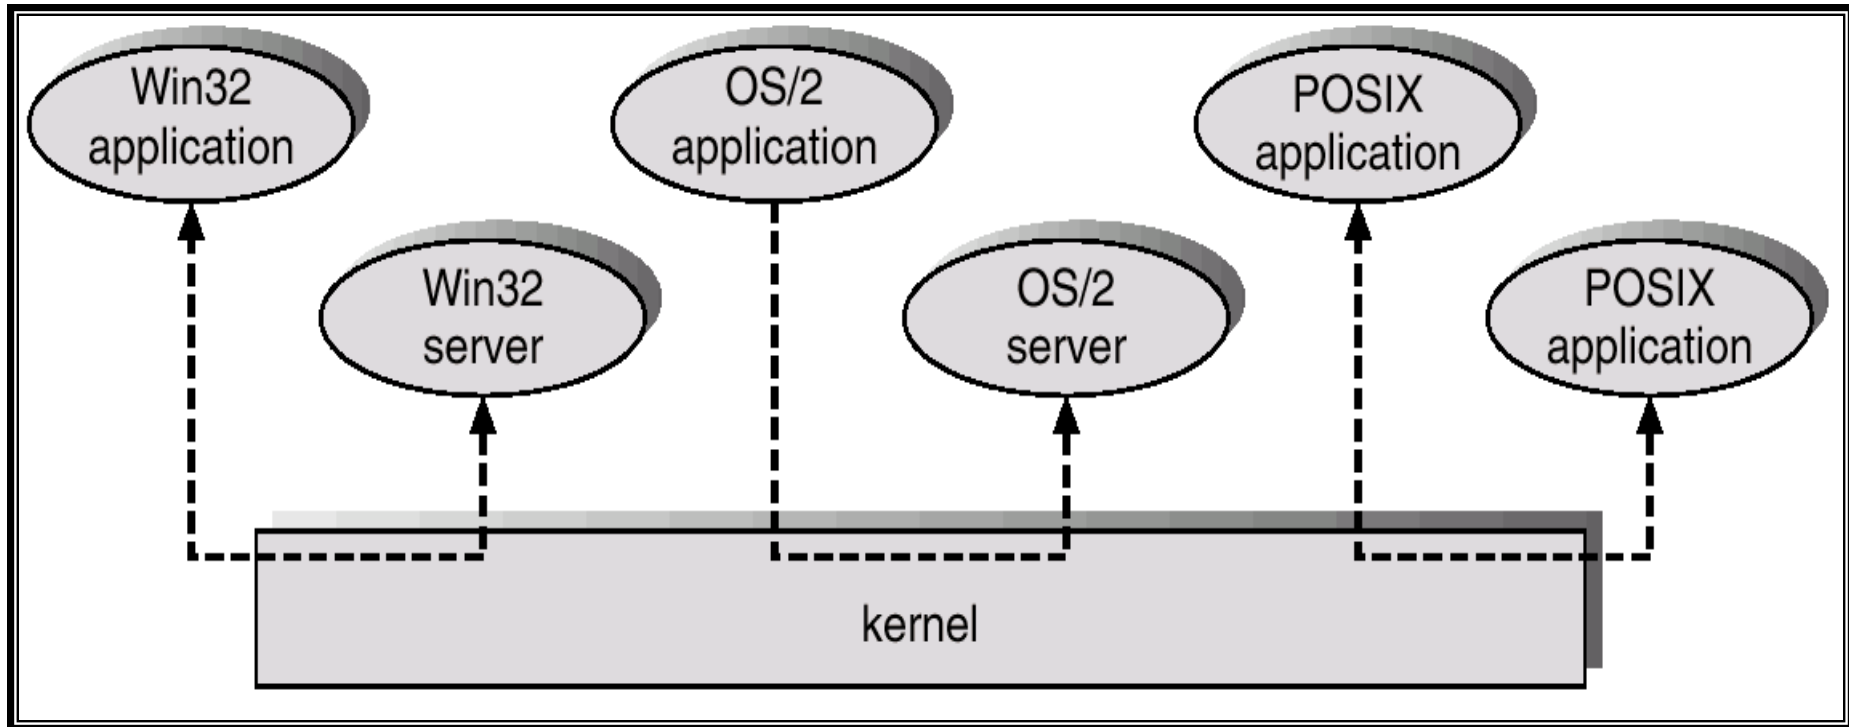 Win32
application
OS/2
application
POSIX
application
Win32
server
OS/2
server
POSIX
application
kernel